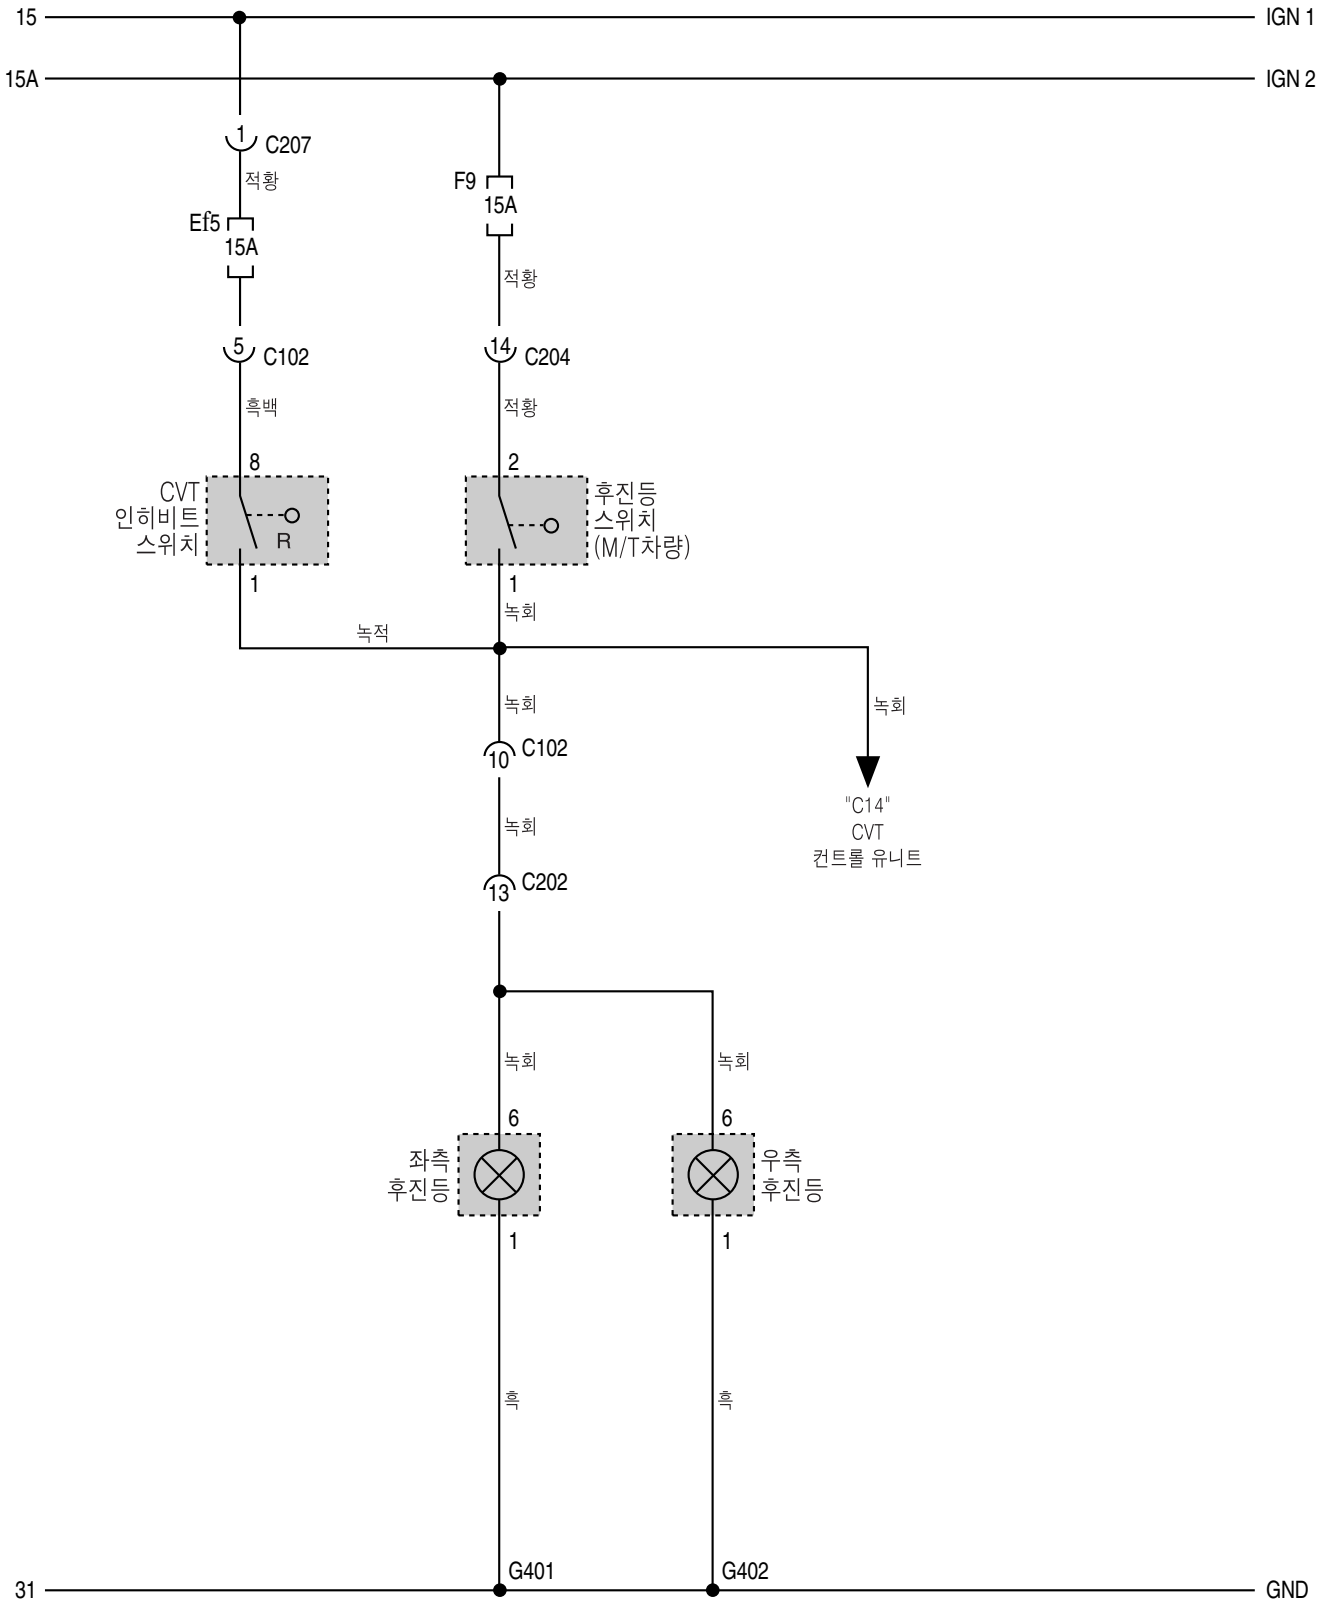 15
IGN 1
15A
IGN 2
1
C207
적황
F9
15A
Ef5
15A
적황
5
C102
14
C204
흑백
적황
8
2
CVT
인히비트
스위치
R
후진등
스위치
(M/T차량)
1
1
녹회
녹적
녹회
녹회
C102
10
"C14"
CVT
컨트롤 유니트
녹회
C202
13
녹회
녹회
6
6
좌측
후진등
우측
후진등
1
1
흑
흑
G401
G402
31
GND